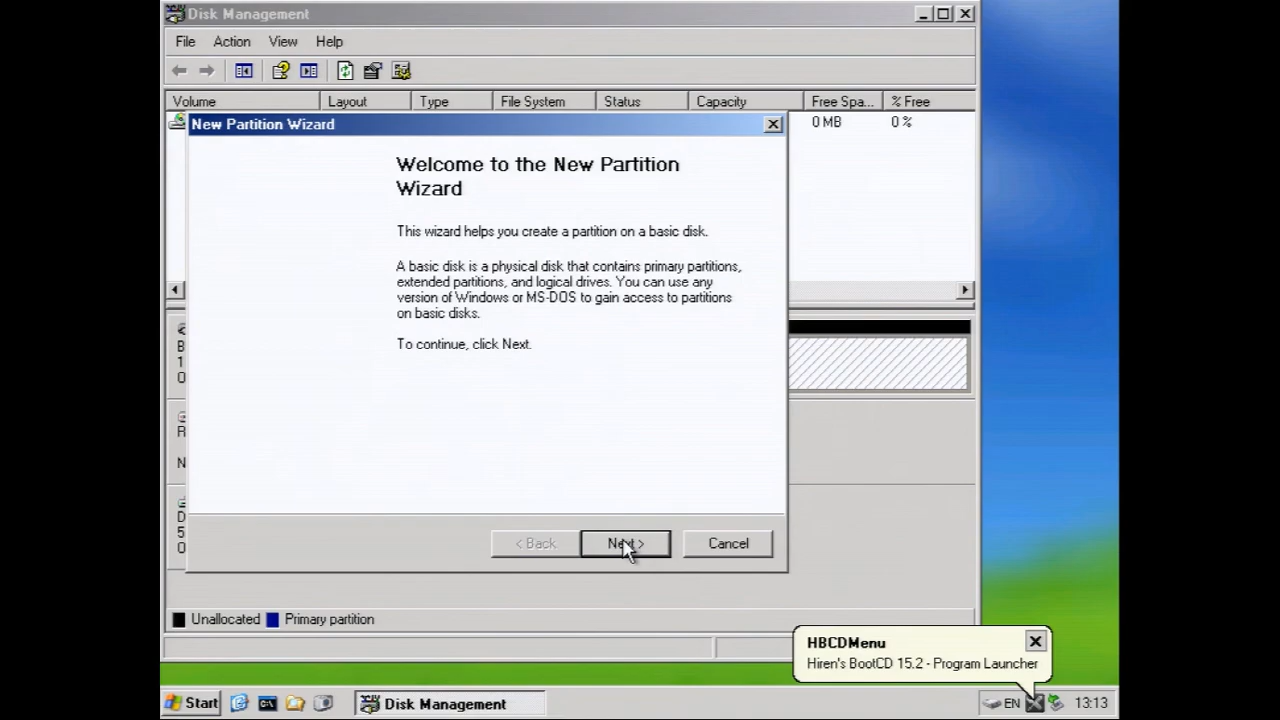 Disk Management
File Action View Help
Volume Layout Type File System Status Capacity Free Spa... % Free
0 MB 0 %
New Partition Wizard
Welcome to the New Partition
Wizard
This wizard helps you create a partition on a basic disk.
A basic disk is a physical disk that contains primary partitions,
extended partitions, and logical drives. You can use any
version of Windows or MS-DOS to gain access to partitions
on basic disks.
To continue, click Next.
B
1
0
R
N
D
5
0
< Back Next > Cancel
Unallocated Primary partition
HBCDMenu
Hiren's BootCD 15.2 - Program Launcher
Start Disk Management EN 13:13